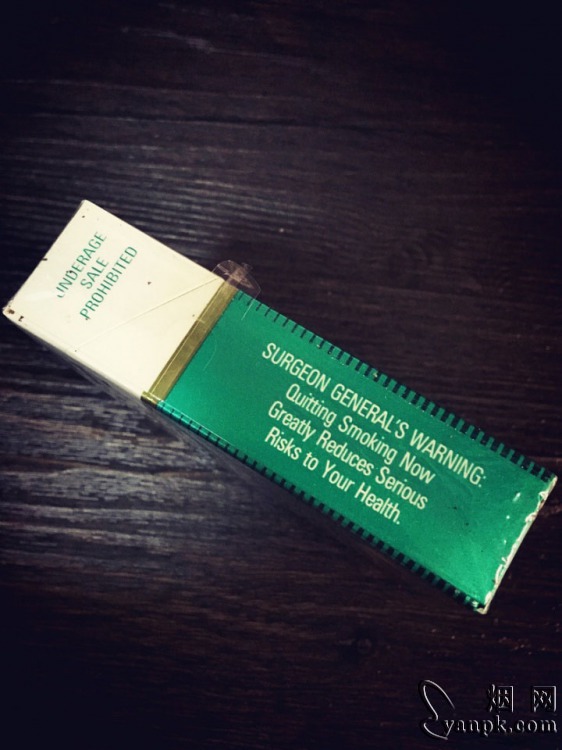 UNDERAGE
SALE
PROHIBITED
SURGEON GENERAL'S WARNING:
Quitting Smoking Now
Greatly Reduces Serious
Risks to Your Health.
烟网
yanpk.com